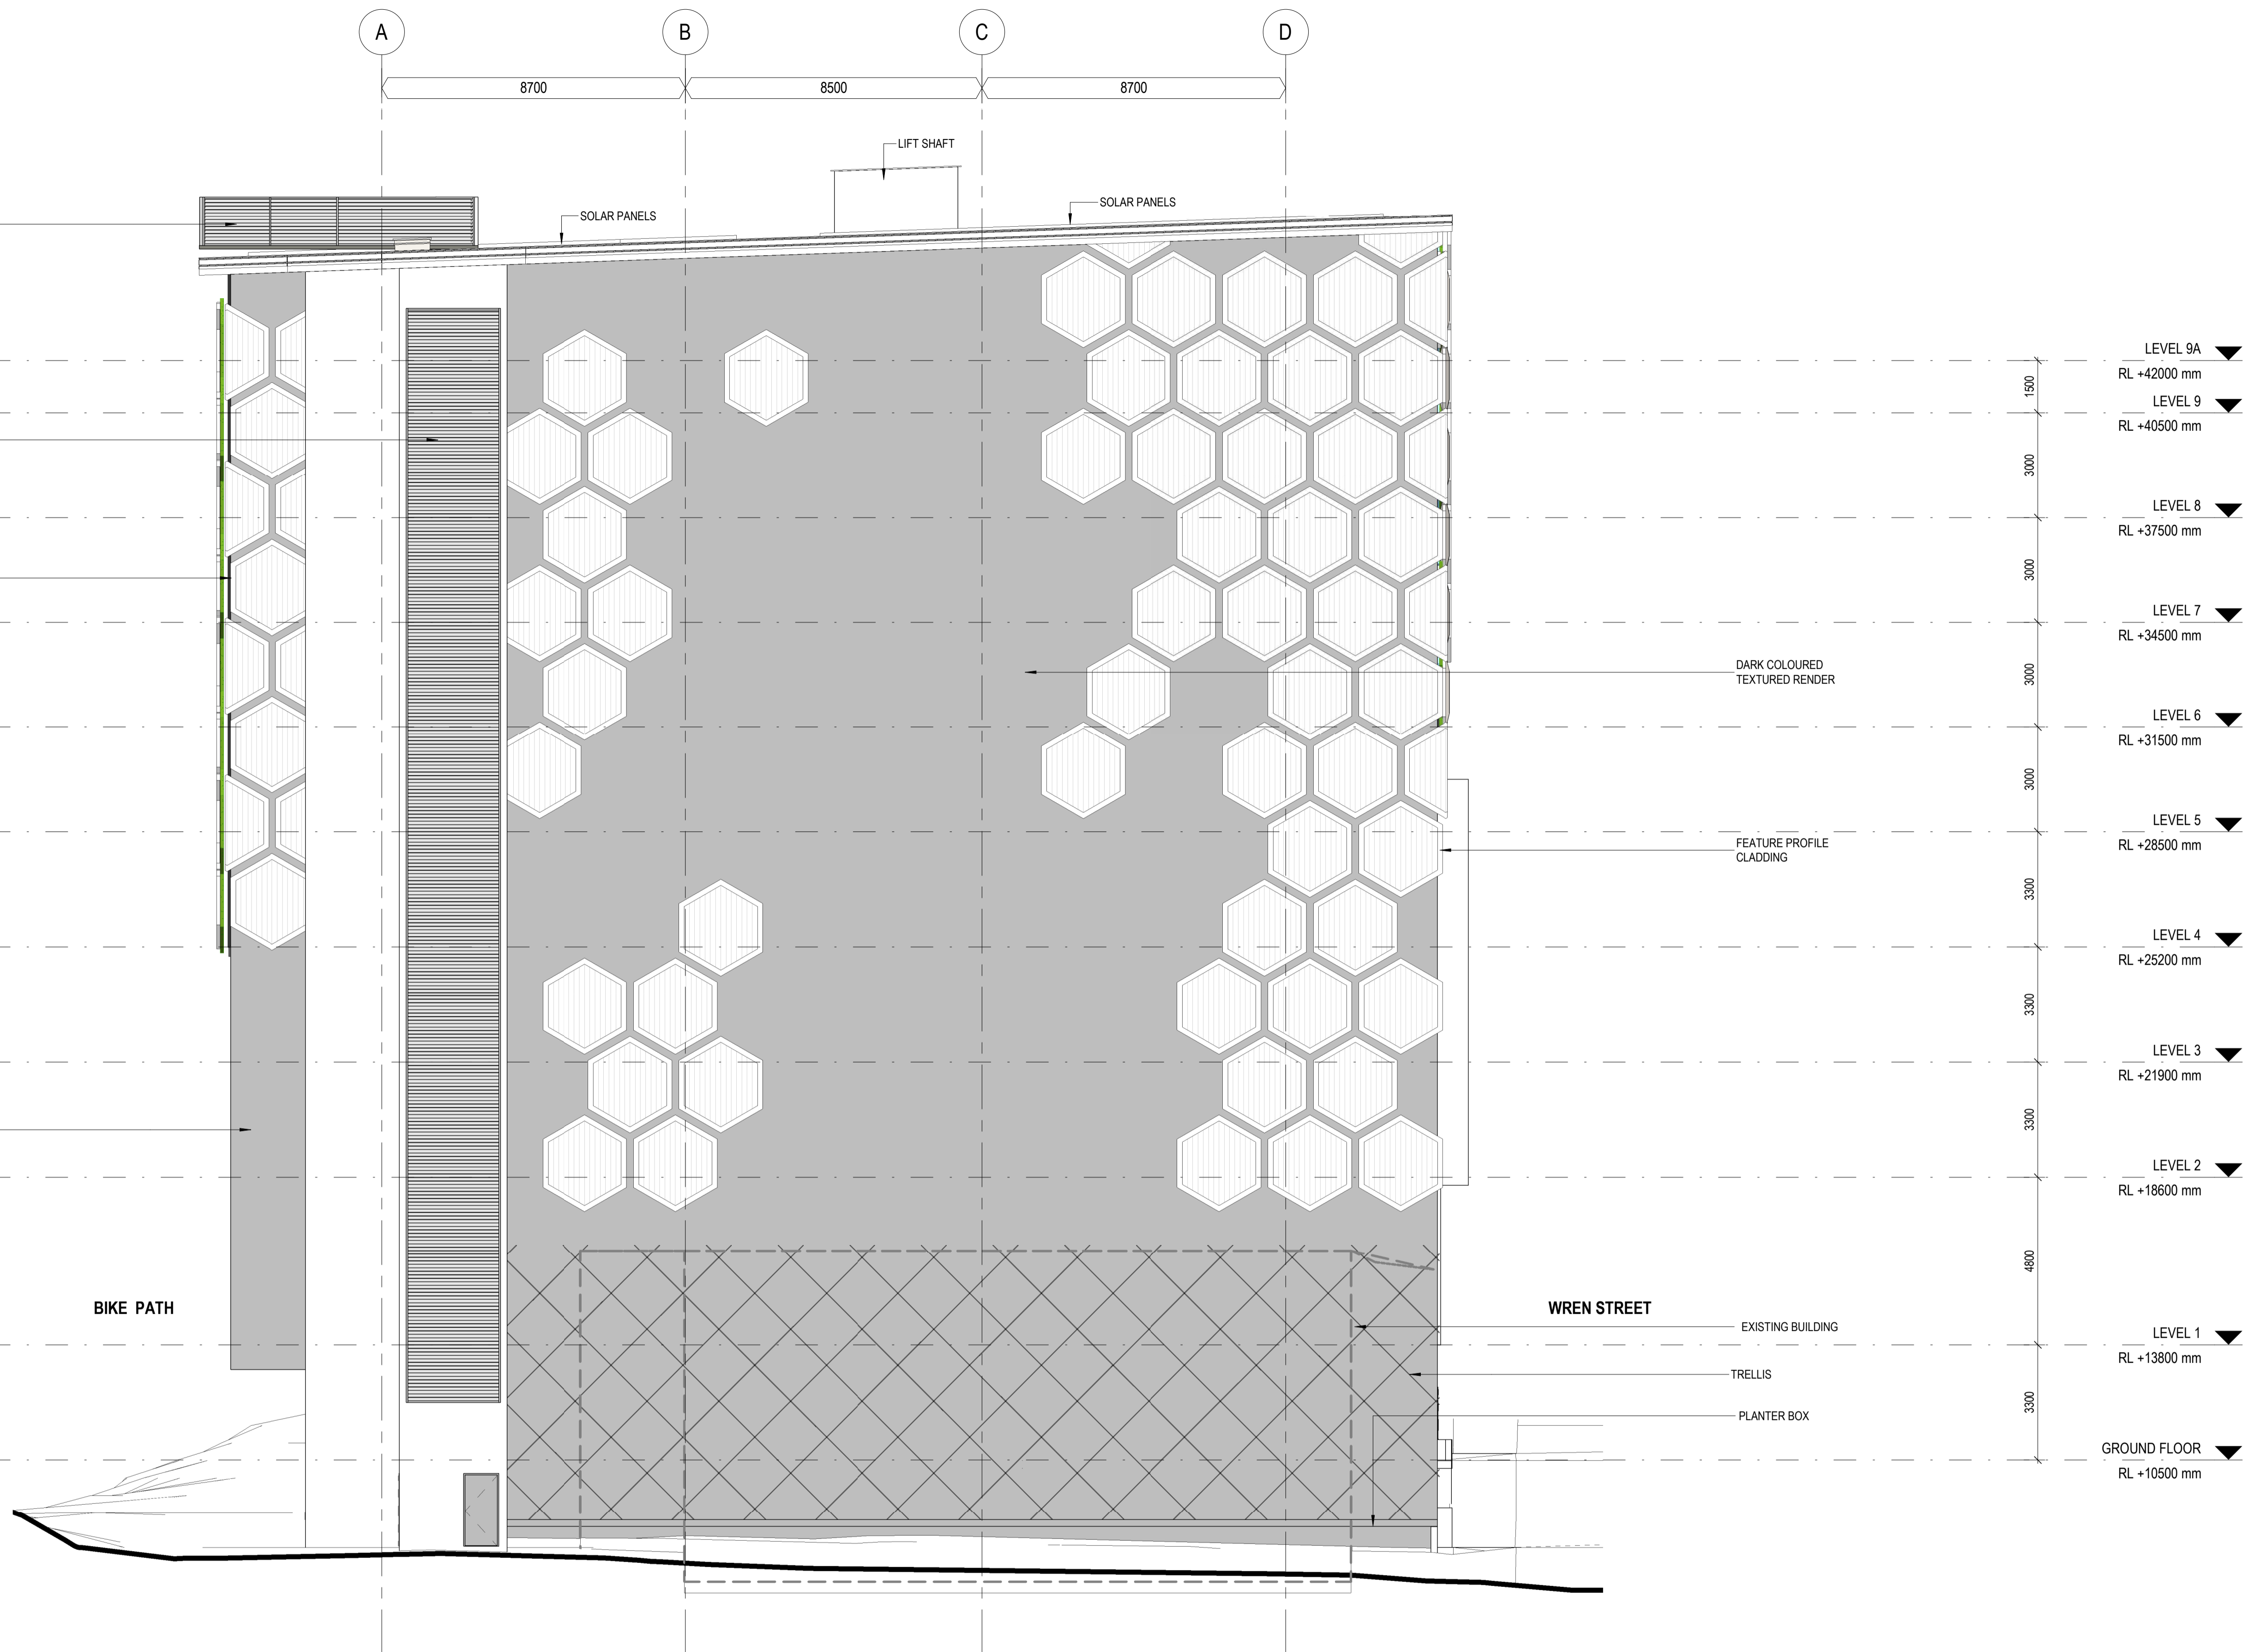 A
B
C
D
8700
8500
8700
LIFT SHAFT
SOLAR PANELS
SOLAR PANELS
LEVEL 9A
RL +42000 mm
1500
LEVEL 9
RL +40500 mm
3000
LEVEL 8
RL +37500 mm
3000
LEVEL 7
RL +34500 mm
DARK COLOURED
TEXTURED RENDER
3000
LEVEL 6
RL +31500 mm
3000
LEVEL 5
RL +28500 mm
FEATURE PROFILE
CLADDING
3300
LEVEL 4
RL +25200 mm
3300
LEVEL 3
RL +21900 mm
3300
LEVEL 2
RL +18600 mm
4800
BIKE PATH
WREN STREET
EXISTING BUILDING
LEVEL 1
RL +13800 mm
TRELLIS
3300
PLANTER BOX
GROUND FLOOR
RL +10500 mm